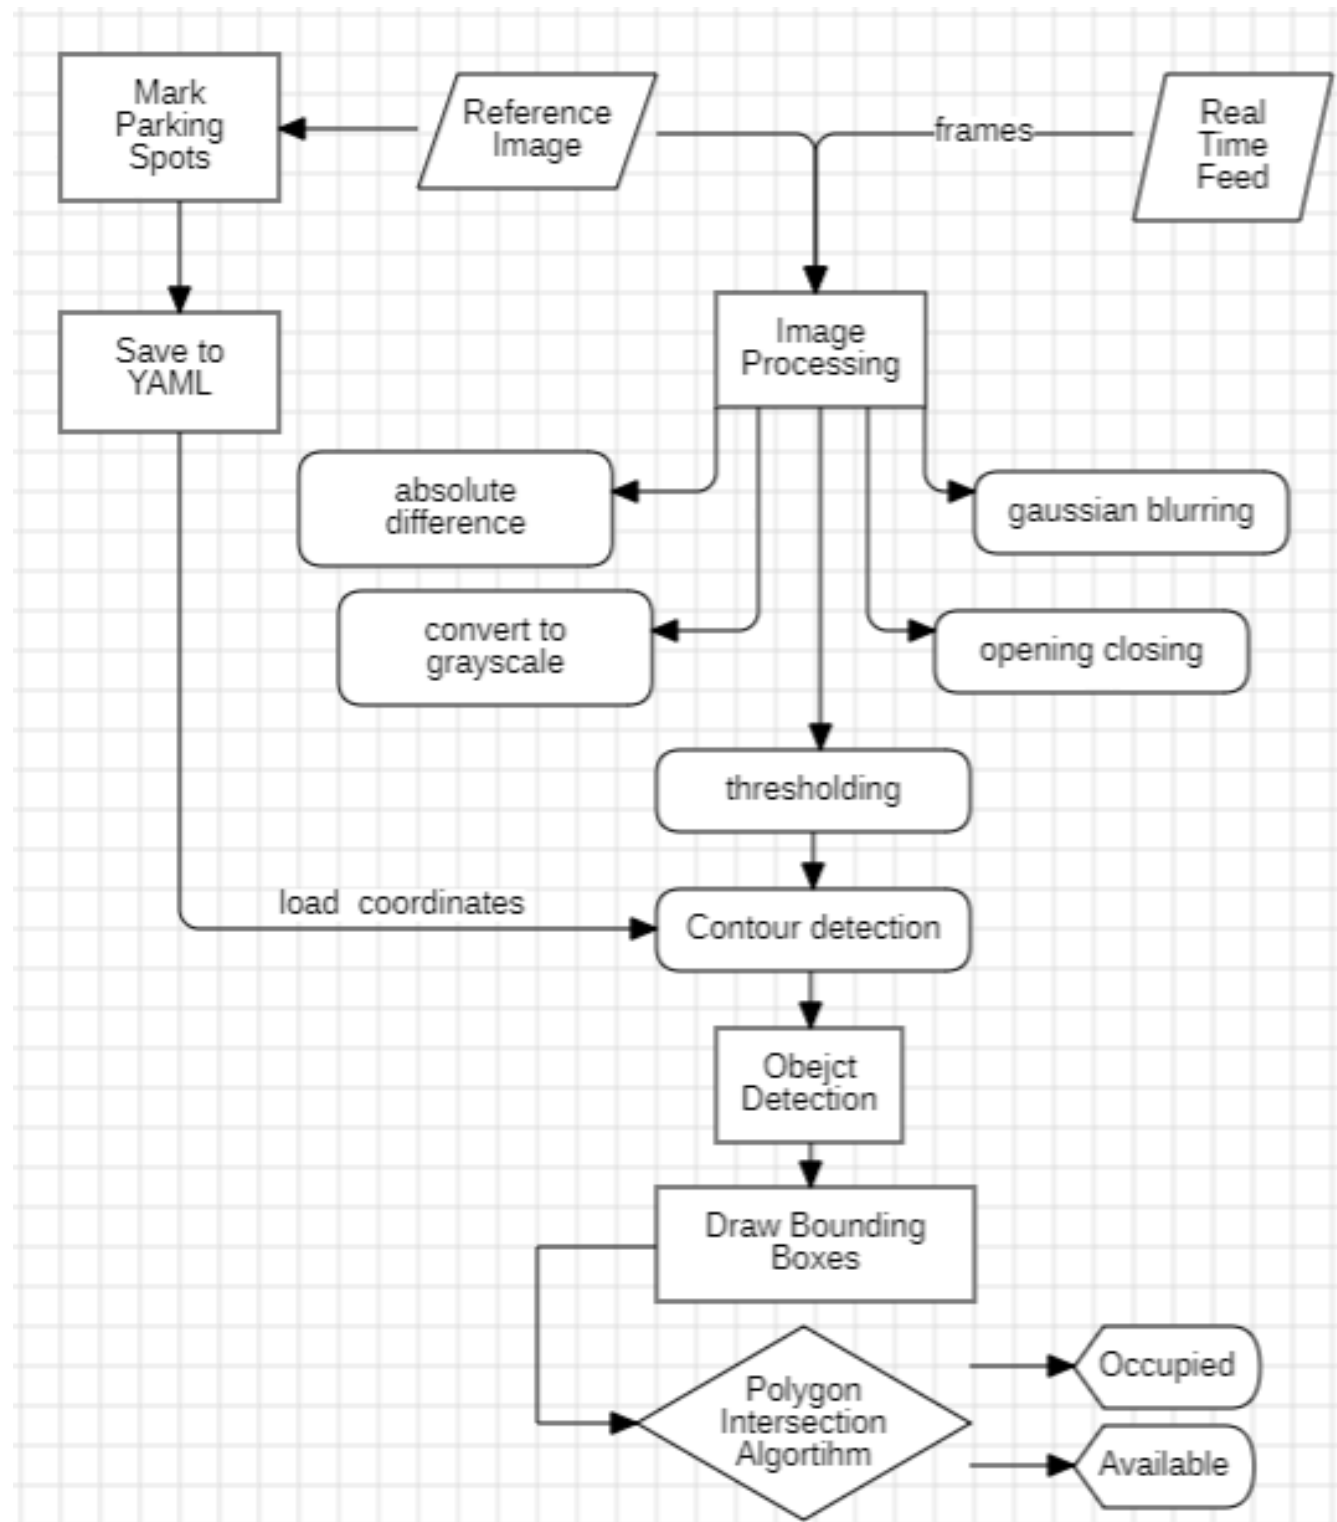 Mark
Parking
Spots
Reference
Image
frames
Real
Time
Feed
Save to
YAML
Image
Processing
absolute
difference
gaussian blurring
convert to
grayscale
opening closing
thresholding
load  coordinates
Contour detection
Obejct
Detection
Draw Bounding
Boxes
Polygon
Intersection
Algortihm
Occupied
Available